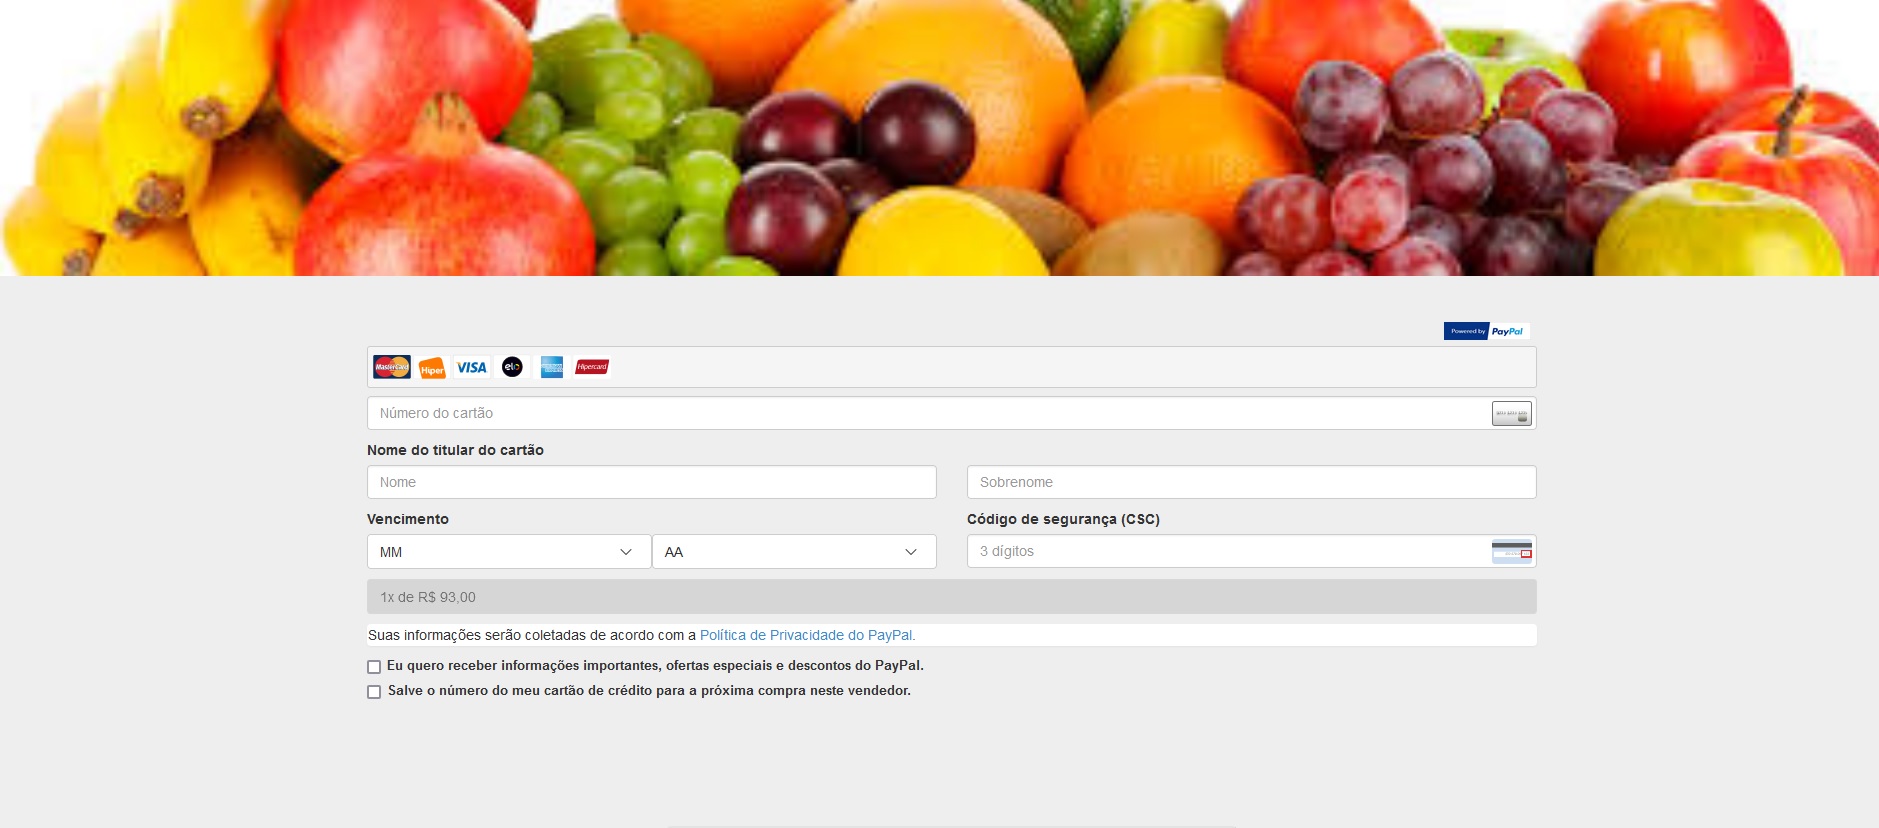 Powered by PayPal
MasterCard Hiper VISA elo Hipercard
Número do cartão
Nome do titular do cartão
Nome Sobrenome
Vencimento Código de segurança (CSC)
MM AA 3 dígitos
1x de R$ 93,00
Suas informações serão coletadas de acordo com a Política de Privacidade do PayPal.
Eu quero receber informações importantes, ofertas especiais e descontos do PayPal.
Salve o número do meu cartão de crédito para a próxima compra neste vendedor.